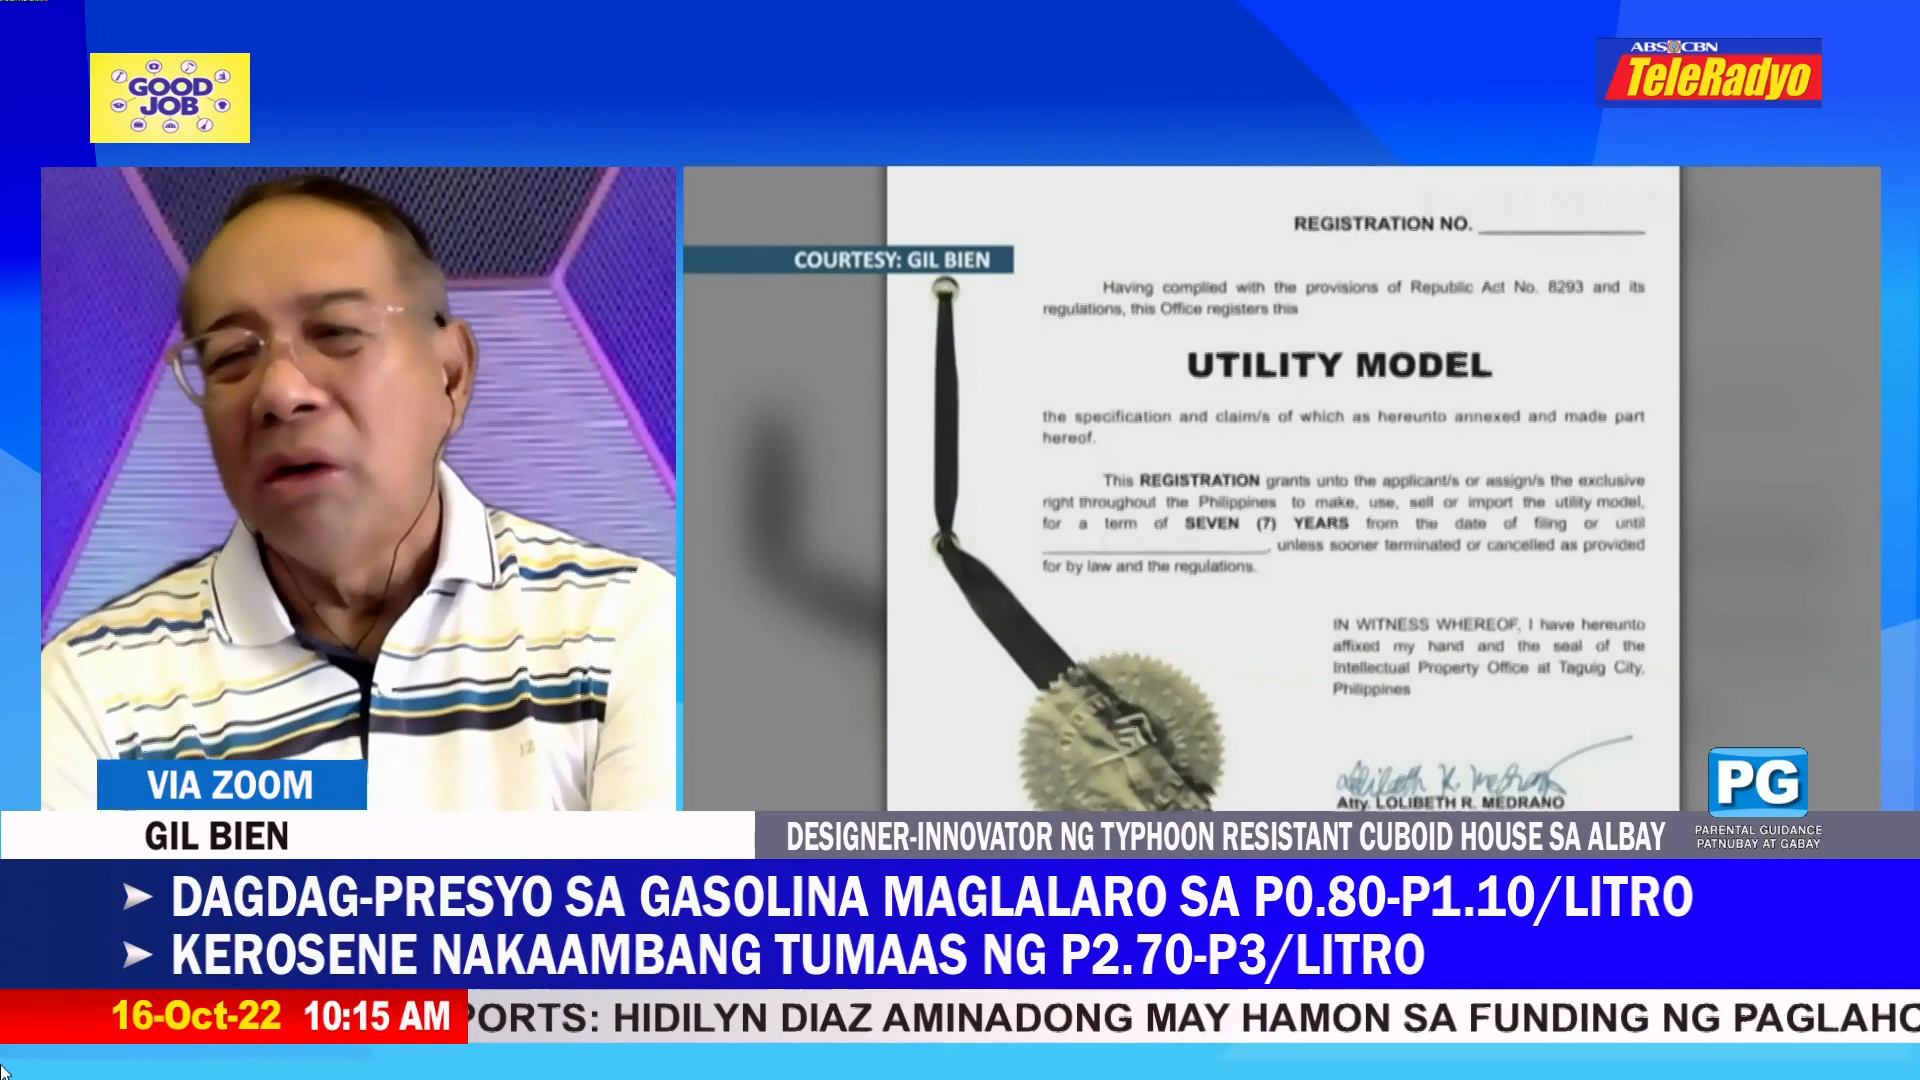 GOOD
JOB
ABS-CBN
TeleRadyo
COURTESY: GIL BIEN
REGISTRATION NO.
Having complied with the provisions of Republic Act No. 8293 and its
regulations, this Office registers this
UTILITY MODEL
the specification and claim/s of which as hereunto annexed and made part
hereof.
This REGISTRATION grants unto the applicant/s or assign/s the exclusive
right throughout the Philippines to make, use, sell or import the utility model,
for a term of SEVEN (7) YEARS from the date of filing or until
, unless sooner terminated or cancelled as provided
for by law and the regulations.
IN WITNESS WHEREOF, I have hereunto
affixed my hand and the seal of the
Intellectual Property Office at Taguig City,
Philippines
Atty. LOLIBETH R. MEDRANO
IZ
VIA ZOOM
GIL BIEN
DESIGNER-INNOVATOR NG TYPHOON RESISTANT CUBOID HOUSE SA ALBAY
PG
PARENTAL GUIDANCE
PATNUBAY AT GABAY
DAGDAG-PRESYO SA GASOLINA MAGLALARO SA P0.80-P1.10/LITRO
KEROSENE NAKAAMBANG TUMAAS NG P2.70-P3/LITRO
16-Oct-22 10:15 AM
PORTS: HIDILYN DIAZ AMINADONG MAY HAMON SA FUNDING NG PAGLAHO